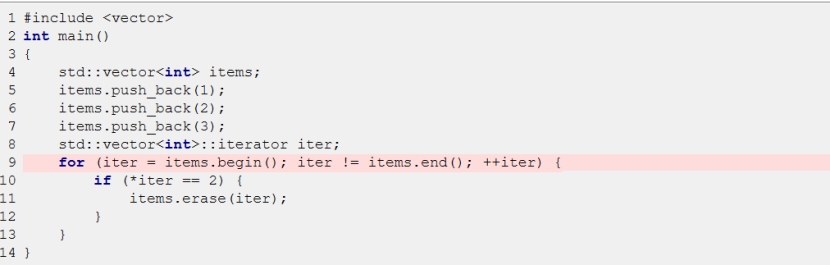 1 #include <vector>
2 int main()
3 {
4     std::vector<int> items;
5     items.push_back(1);
6     items.push_back(2);
7     items.push_back(3);
8     std::vector<int>::iterator iter;
9     for (iter = items.begin(); iter != items.end(); ++iter) {
10         if (*iter == 2) {
11             items.erase(iter);
12         }
13     }
14 }